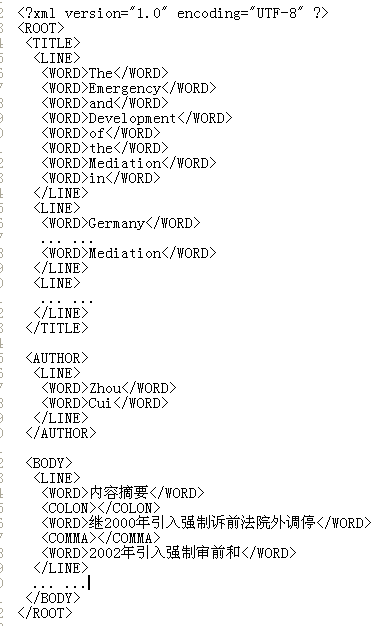 <?xml version="1.0" encoding="UTF-8" ?>
<ROOT>
<TITLE>
<LINE>
<WORD>The</WORD>
<WORD>Emergency</WORD>
<WORD>and</WORD>
<WORD>Development</WORD>
<WORD>of</WORD>
<WORD>the</WORD>
<WORD>Mediation</WORD>
<WORD>in</WORD>
</LINE>
<LINE>
<WORD>Germany</WORD>
... ...
<WORD>Mediation</WORD>
</LINE>
<LINE>
... ...
</LINE>
</TITLE>
<AUTHOR>
<LINE>
<WORD>Zhou</WORD>
<WORD>Cui</WORD>
</LINE>
</AUTHOR>
<BODY>
<LINE>
<WORD>内容摘要</WORD>
<COLON></COLON>
<WORD>继2000年引入强制诉前法院外调停</WORD>
<COMMA></COMMA>
<WORD>2002年引入强制审前和</WORD>
</LINE>
... ...
</BODY>
</ROOT>